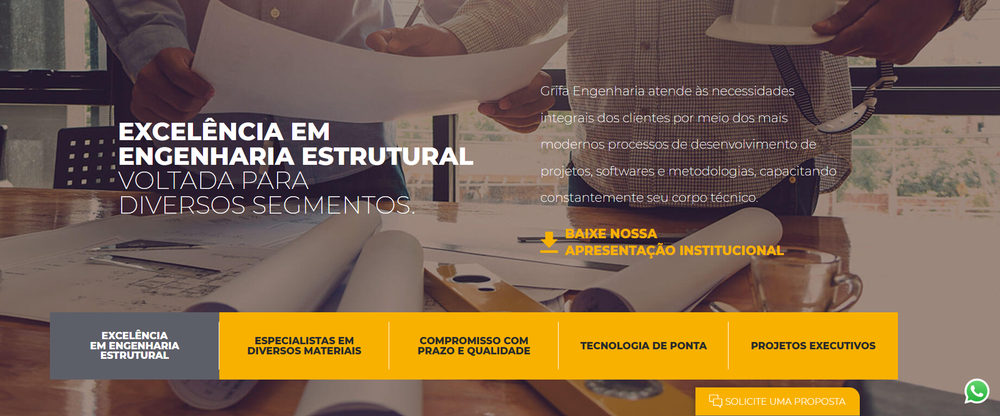 EXCELÊNCIA EM
ENGENHARIA ESTRUTURAL
VOLTADA PARA
DIVERSOS SEGMENTOS.
Grifa Engenharia atende às necessidades
integrais dos clientes por meio dos mais
modernos processos de desenvolvimento de
projetos, softwares e metodologias, capacitando
constantemente seu corpo técnico.
BAIXE NOSSA
APRESENTAÇÃO INSTITUCIONAL
EXCELÊNCIA
EM ENGENHARIA
ESTRUTURAL
ESPECIALISTAS EM
DIVERSOS MATERIAIS
COMPROMISSO COM
PRAZO E QUALIDADE
TECNOLOGIA DE PONTA
PROJETOS EXECUTIVOS
SOLICITE UMA PROPOSTA